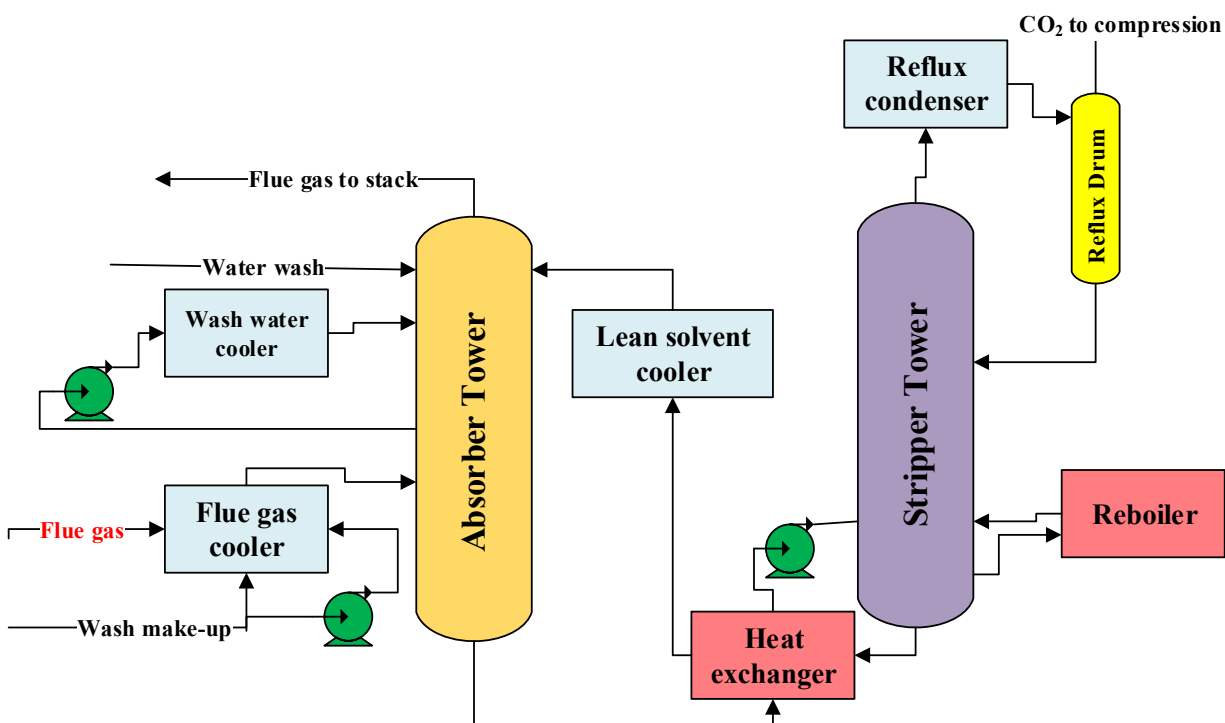 CO₂ to compression
Reflux
condenser
Reflux Drum
Flue gas to stack
Water wash
Wash water
cooler
Absorber Tower
Lean solvent
cooler
Stripper Tower
Flue gas
Flue gas
cooler
Reboiler
Wash make-up
Heat
exchanger